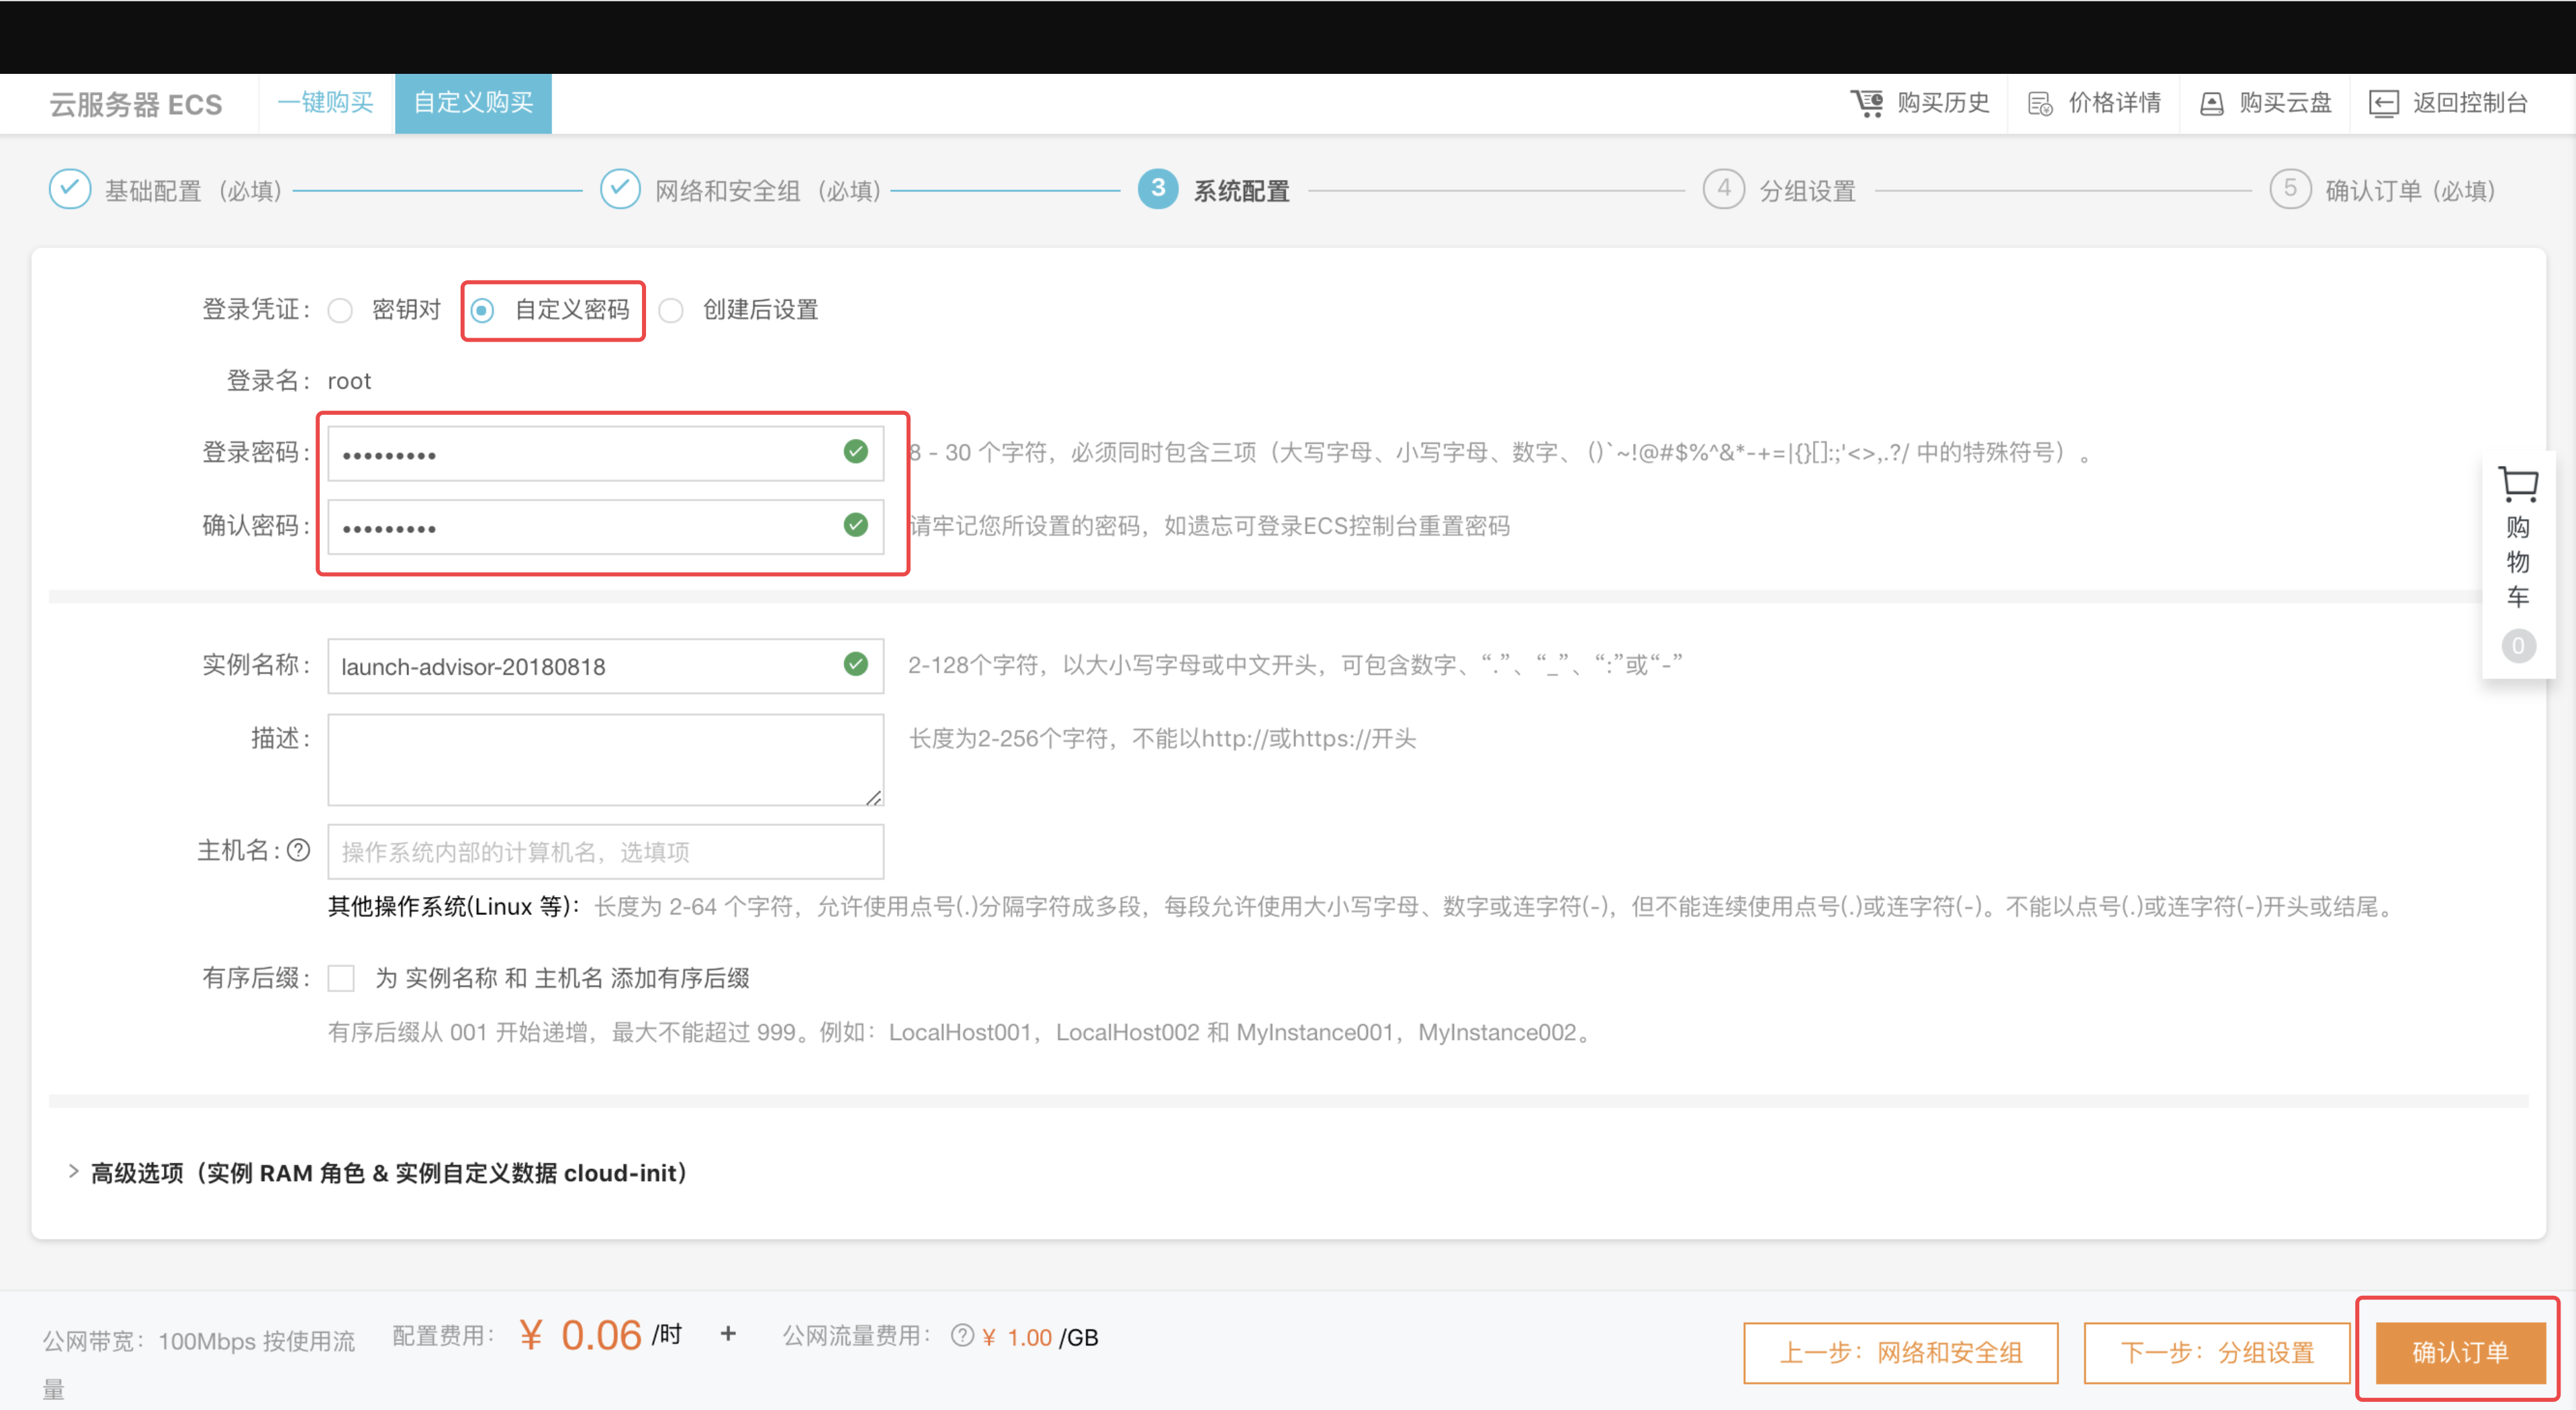 云服务器 ECS 一键购买 自定义购买 购买历史 价格详情 购买云盘 返回控制台
基础配置（必填） 网络和安全组（必填） 3 系统配置 4 分组设置 5 确认订单 (必填)
登录凭证： 密钥对 自定义密码 创建后设置
登录名： root
登录密码： ••••••••• 8 - 30 个字符，必须同时包含三项（大写字母、小写字母、数字、 ()`~!@#$%^&*-+=|{}[]:;'<>,.?/ 中的特殊符号）。
确认密码： ••••••••• 请牢记您所设置的密码，如遗忘可登录ECS控制台重置密码
购
物
车
0
实例名称： launch-advisor-20180818 2-128个字符，以大小写字母或中文开头，可包含数字、“.”、“_”、“:”或“-”
描述： 长度为2-256个字符，不能以http://或https://开头
主机名：? 操作系统内部的计算机名，选填项
其他操作系统(Linux 等)：长度为 2-64 个字符，允许使用点号(.)分隔字符成多段，每段允许使用大小写字母、数字或连字符(-)，但不能连续使用点号(.)或连字符(-)。不能以点号(.)或连字符(-)开头或结尾。
有序后缀： 为 实例名称 和 主机名 添加有序后缀
有序后缀从 001 开始递增，最大不能超过 999。例如：LocalHost001，LocalHost002 和 MyInstance001，MyInstance002。
> 高级选项（实例 RAM 角色 & 实例自定义数据 cloud-init）
公网带宽：100Mbps 按使用流
量
配置费用： ¥ 0.06 /时 + 公网流量费用： ? ¥ 1.00 /GB
上一步：网络和安全组 下一步：分组设置 确认订单